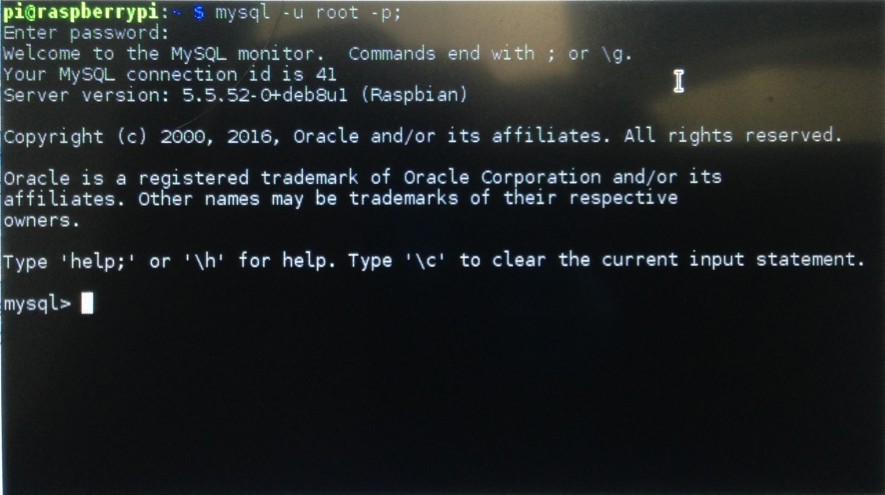 pi@raspberrypi:~ $ mysql -u root -p;
Enter password:
Welcome to the MySQL monitor.  Commands end with ; or \g.
Your MySQL connection id is 41
Server version: 5.5.52-0+deb8u1 (Raspbian)

Copyright (c) 2000, 2016, Oracle and/or its affiliates. All rights reserved.

Oracle is a registered trademark of Oracle Corporation and/or its
affiliates. Other names may be trademarks of their respective
owners.

Type 'help;' or '\h' for help. Type '\c' to clear the current input statement.

mysql>